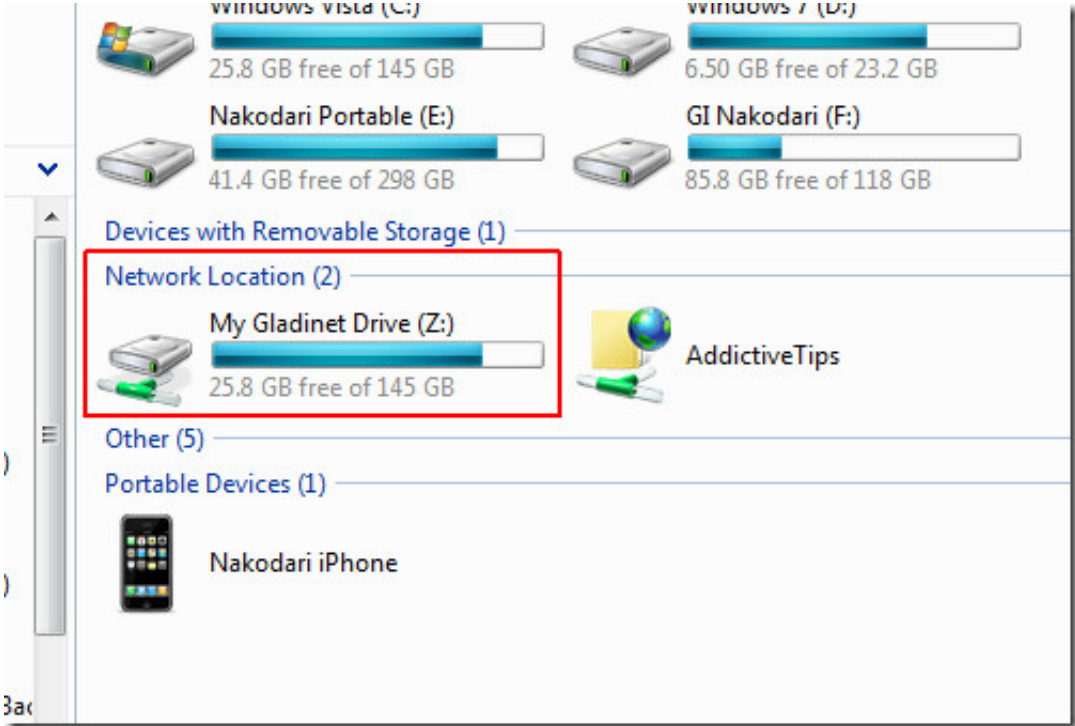 Windows Vista (C:)
25.8 GB free of 145 GB
Windows 7 (D:)
6.50 GB free of 23.2 GB
Nakodari Portable (E:)
41.4 GB free of 298 GB
GI Nakodari (F:)
85.8 GB free of 118 GB
Devices with Removable Storage (1)
Network Location (2)
My Gladinet Drive (Z:)
25.8 GB free of 145 GB
AddictiveTips
Other (5)
Portable Devices (1)
Nakodari iPhone